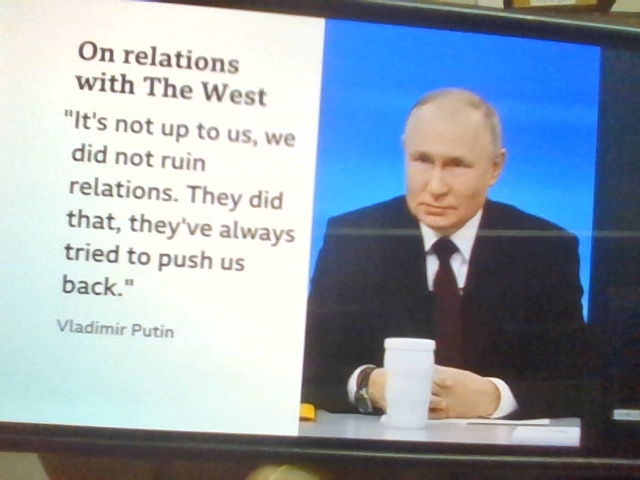 On relations
with The West
"It's not up to us, we
did not ruin
relations. They did
that, they've always
tried to push us
back."
Vladimir Putin